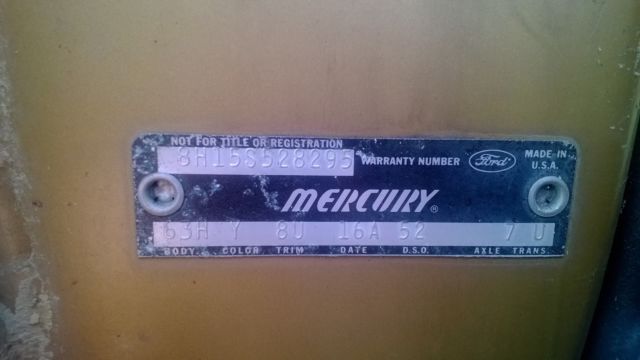 NOT FOR TITLE OR REGISTRATION
8H15S528295 WARRANTY NUMBER Ford MADE IN U.S.A.
MERCURY®
63H Y 8U 16A 52 7 U
BODY COLOR TRIM DATE D.S.O. AXLE TRANS.